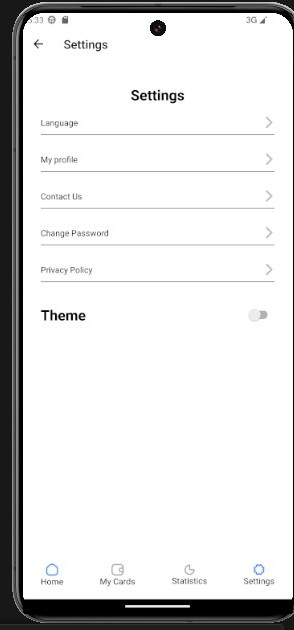 5:33 3G
Settings
Settings
Language
My profile
Contact Us
Change Password
Privacy Policy
Theme
Home My Cards Statistics Settings